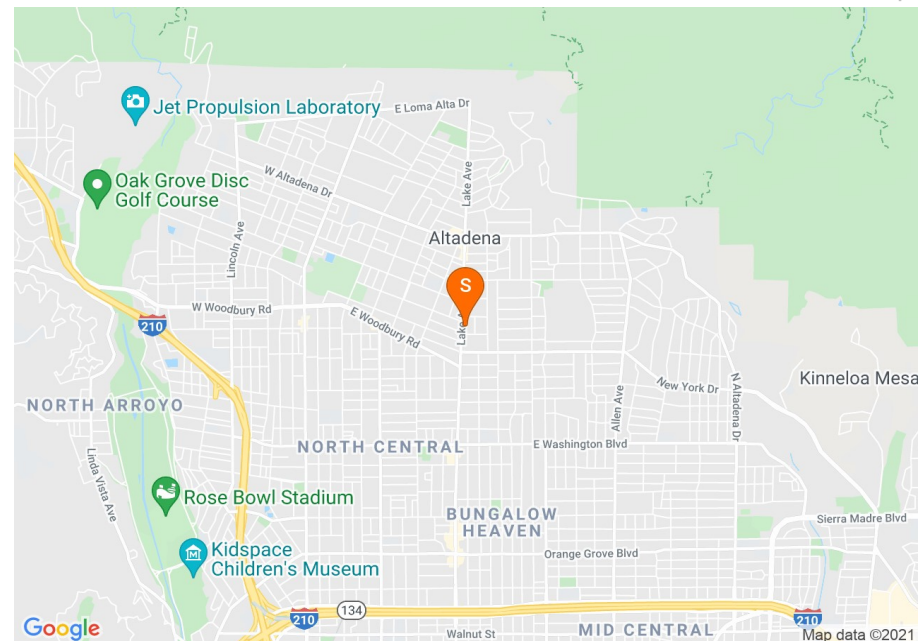 Jet Propulsion Laboratory
E Loma Alta Dr
Oak Grove Disc
Golf Course
W Altadena Dr
Lake Ave
Altadena
Lincoln Ave
S
W Woodbury Rd
E Woodbury Rd
Lake A
210
New York Dr
N Altadena Dr
Kinneloa Mesa
NORTH ARROYO
Allen Ave
NORTH CENTRAL
E Washington Blvd
Linda Vista Ave
Rose Bowl Stadium
BUNGALOW
HEAVEN
Sierra Madre Blvd
Kidspace
Children's Museum
Orange Grove Blvd
134
210
210
Google
Walnut St
MID CENTRAL
Map data ©2021